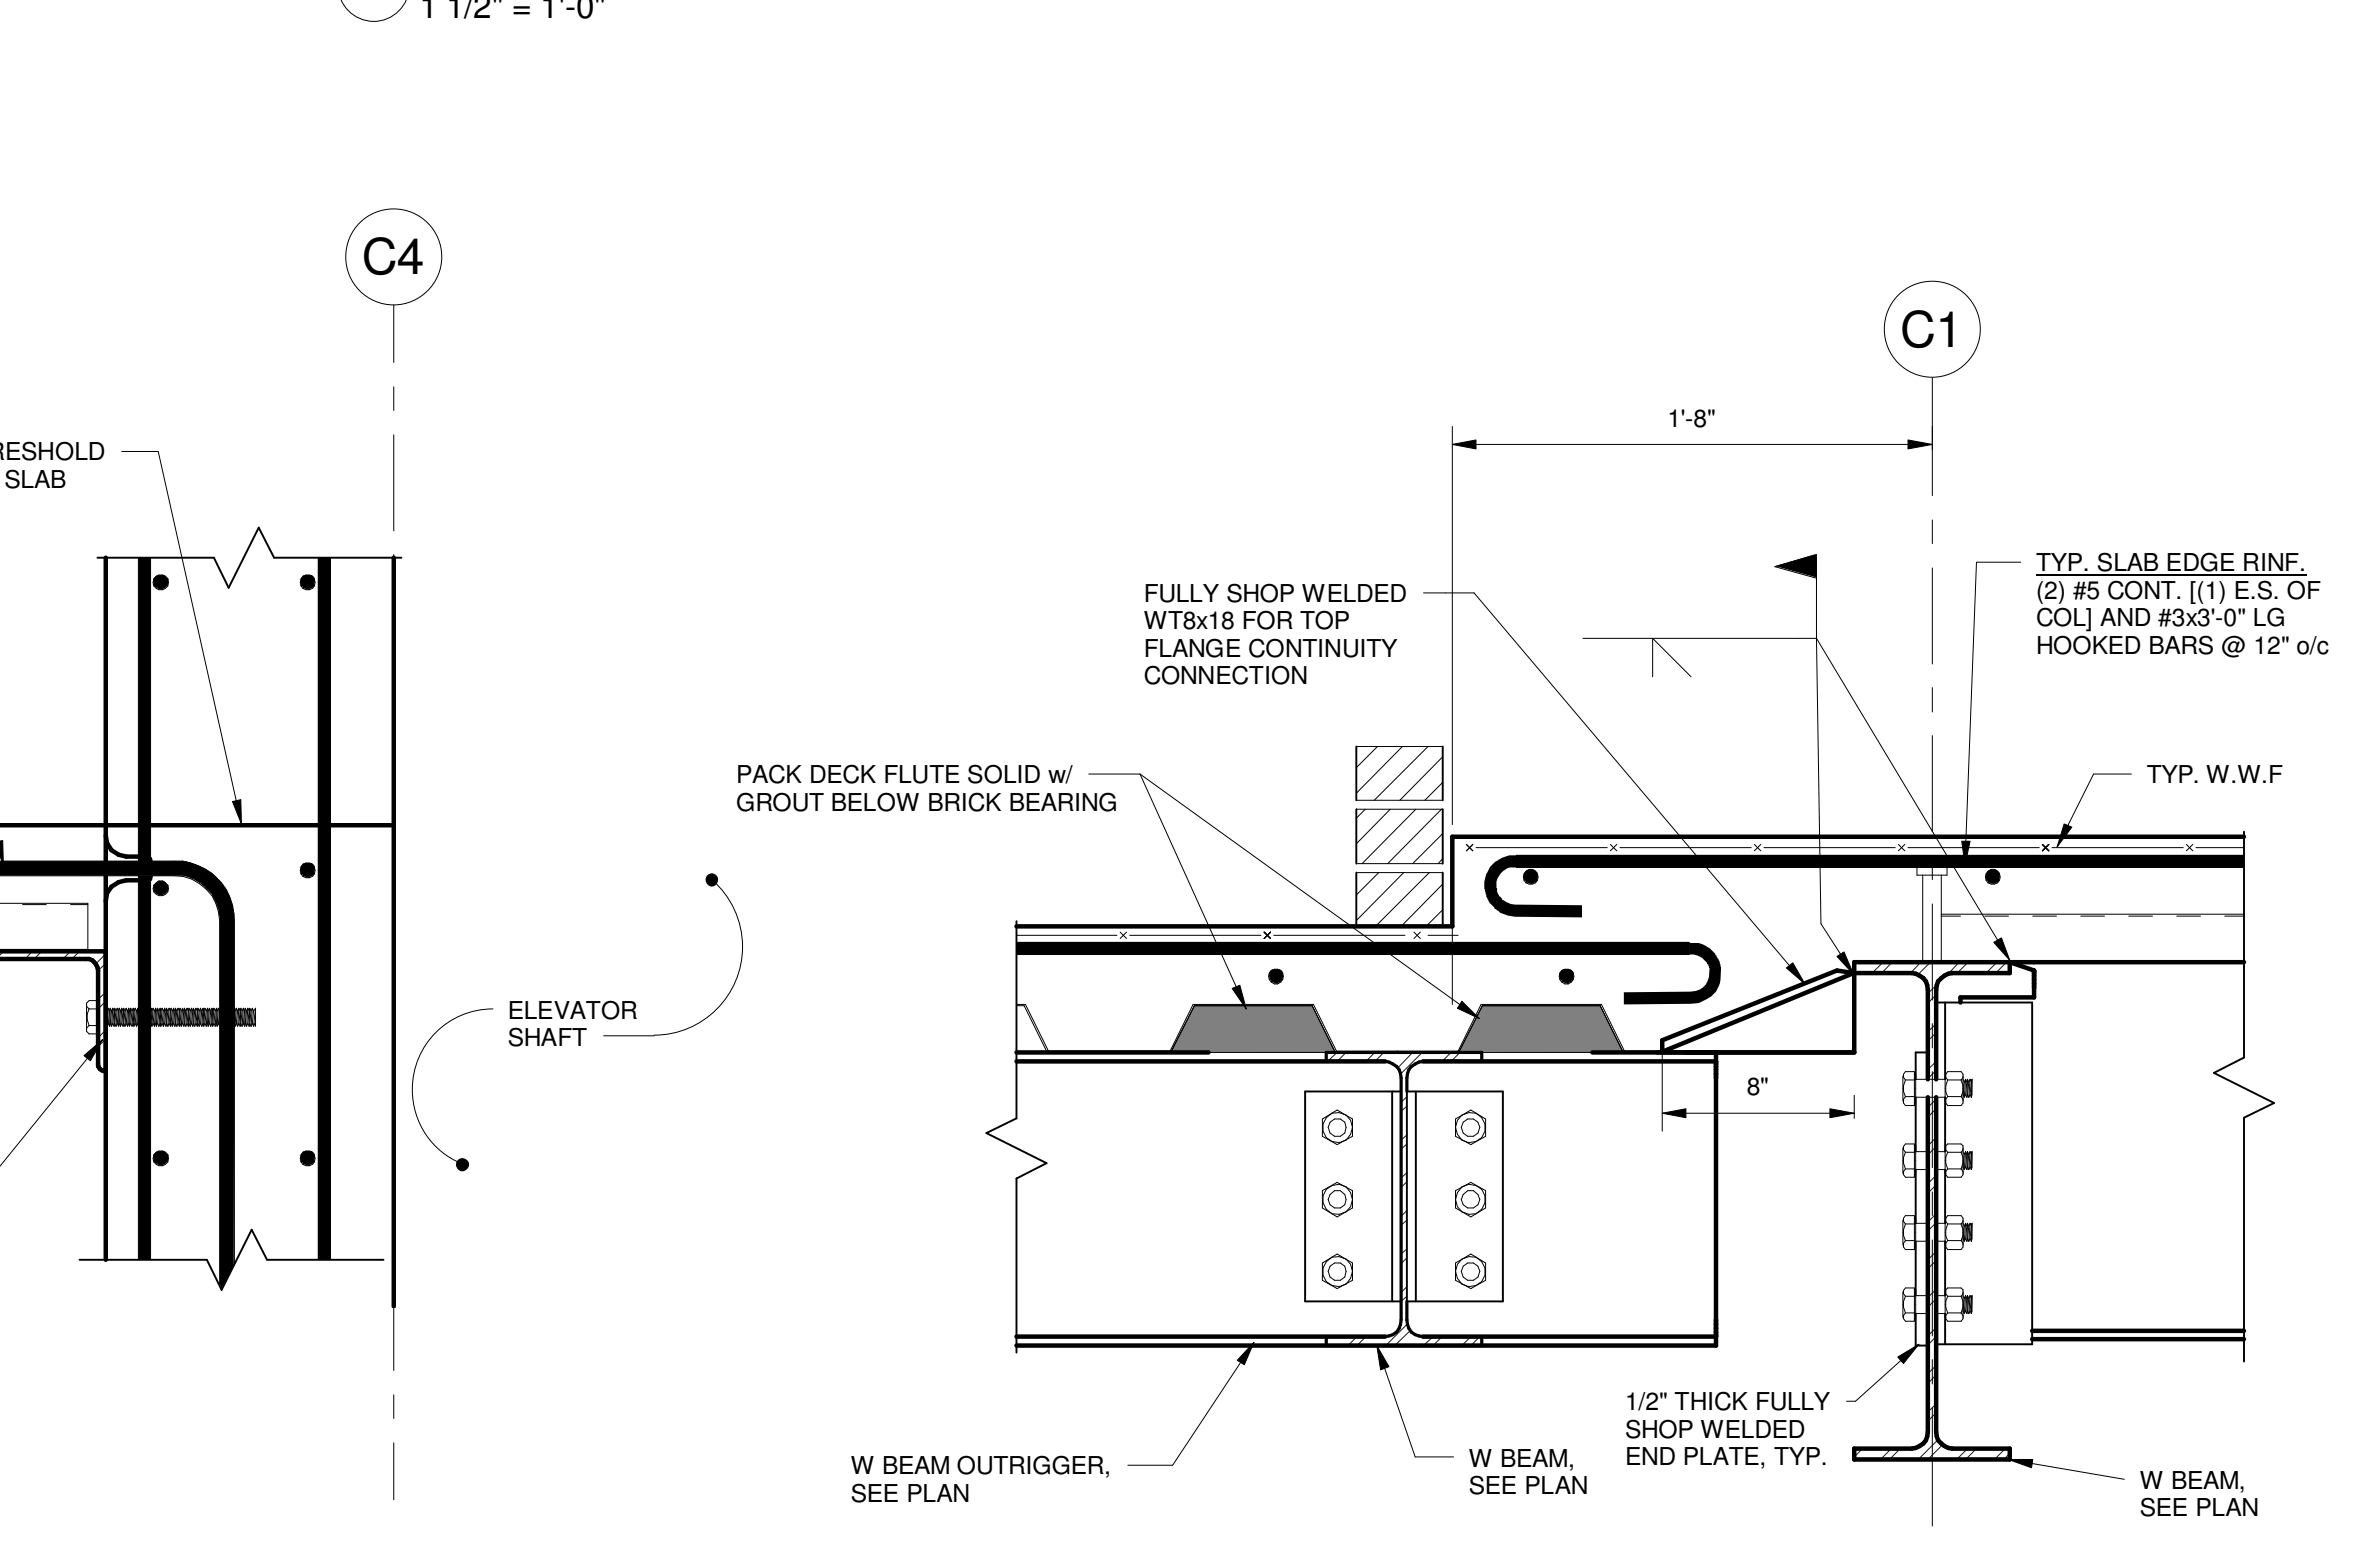 1 1/2" = 1'-0"
C4
C1
1'-8"
RESHOLD
SLAB
FULLY SHOP WELDED
WT8x18 FOR TOP
FLANGE CONTINUITY
CONNECTION
TYP. SLAB EDGE RINF.
(2) #5 CONT. [(1) E.S. OF
COL] AND #3x3'-0" LG
HOOKED BARS @ 12" o/c
PACK DECK FLUTE SOLID w/
GROUT BELOW BRICK BEARING
TYP. W.W.F
ELEVATOR
SHAFT
8"
1/2" THICK FULLY
SHOP WELDED
END PLATE, TYP.
W BEAM OUTRIGGER,
SEE PLAN
W BEAM,
SEE PLAN
W BEAM,
SEE PLAN